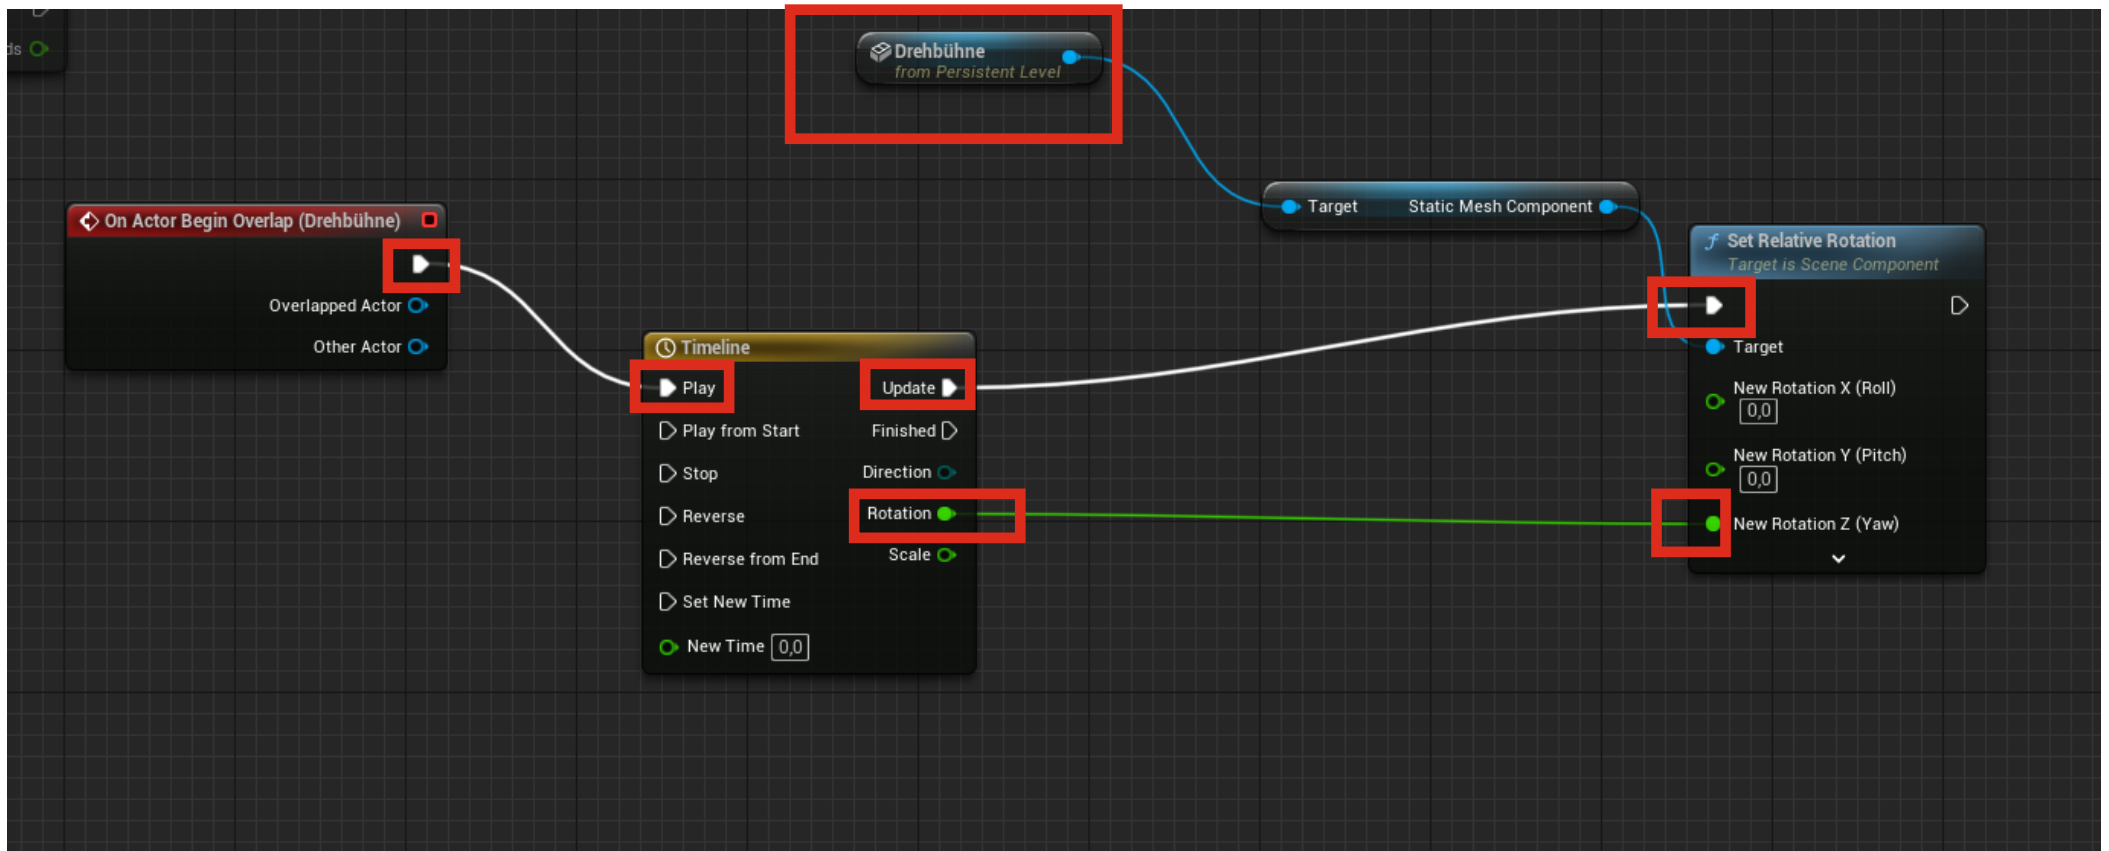 ds
Drehbühne
from Persistent Level
On Actor Begin Overlap (Drehbühne)
Overlapped Actor
Other Actor
Target Static Mesh Component
Timeline
Play Update
Play from Start Finished
Stop Direction
Reverse Rotation
Reverse from End Scale
Set New Time
New Time 0,0
Set Relative Rotation
Target is Scene Component
Target
New Rotation X (Roll)
0,0
New Rotation Y (Pitch)
0,0
New Rotation Z (Yaw)